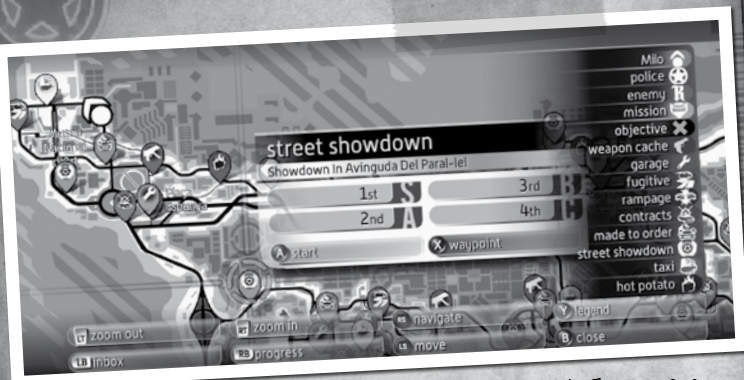 Milo
police
enemy
mission
objective
weapon cache
garage
fugitive
rampage
contracts
made to order
street showdown
taxi
hot potato
street showdown
Showdown In Avinguda Del Paral-lel
1st S
3rd B
2nd A
4th C
A start
X waypoint
LT zoom out
RT zoom in
RS navigate
Y legend
LB inbox
RB progress
LS move
B close